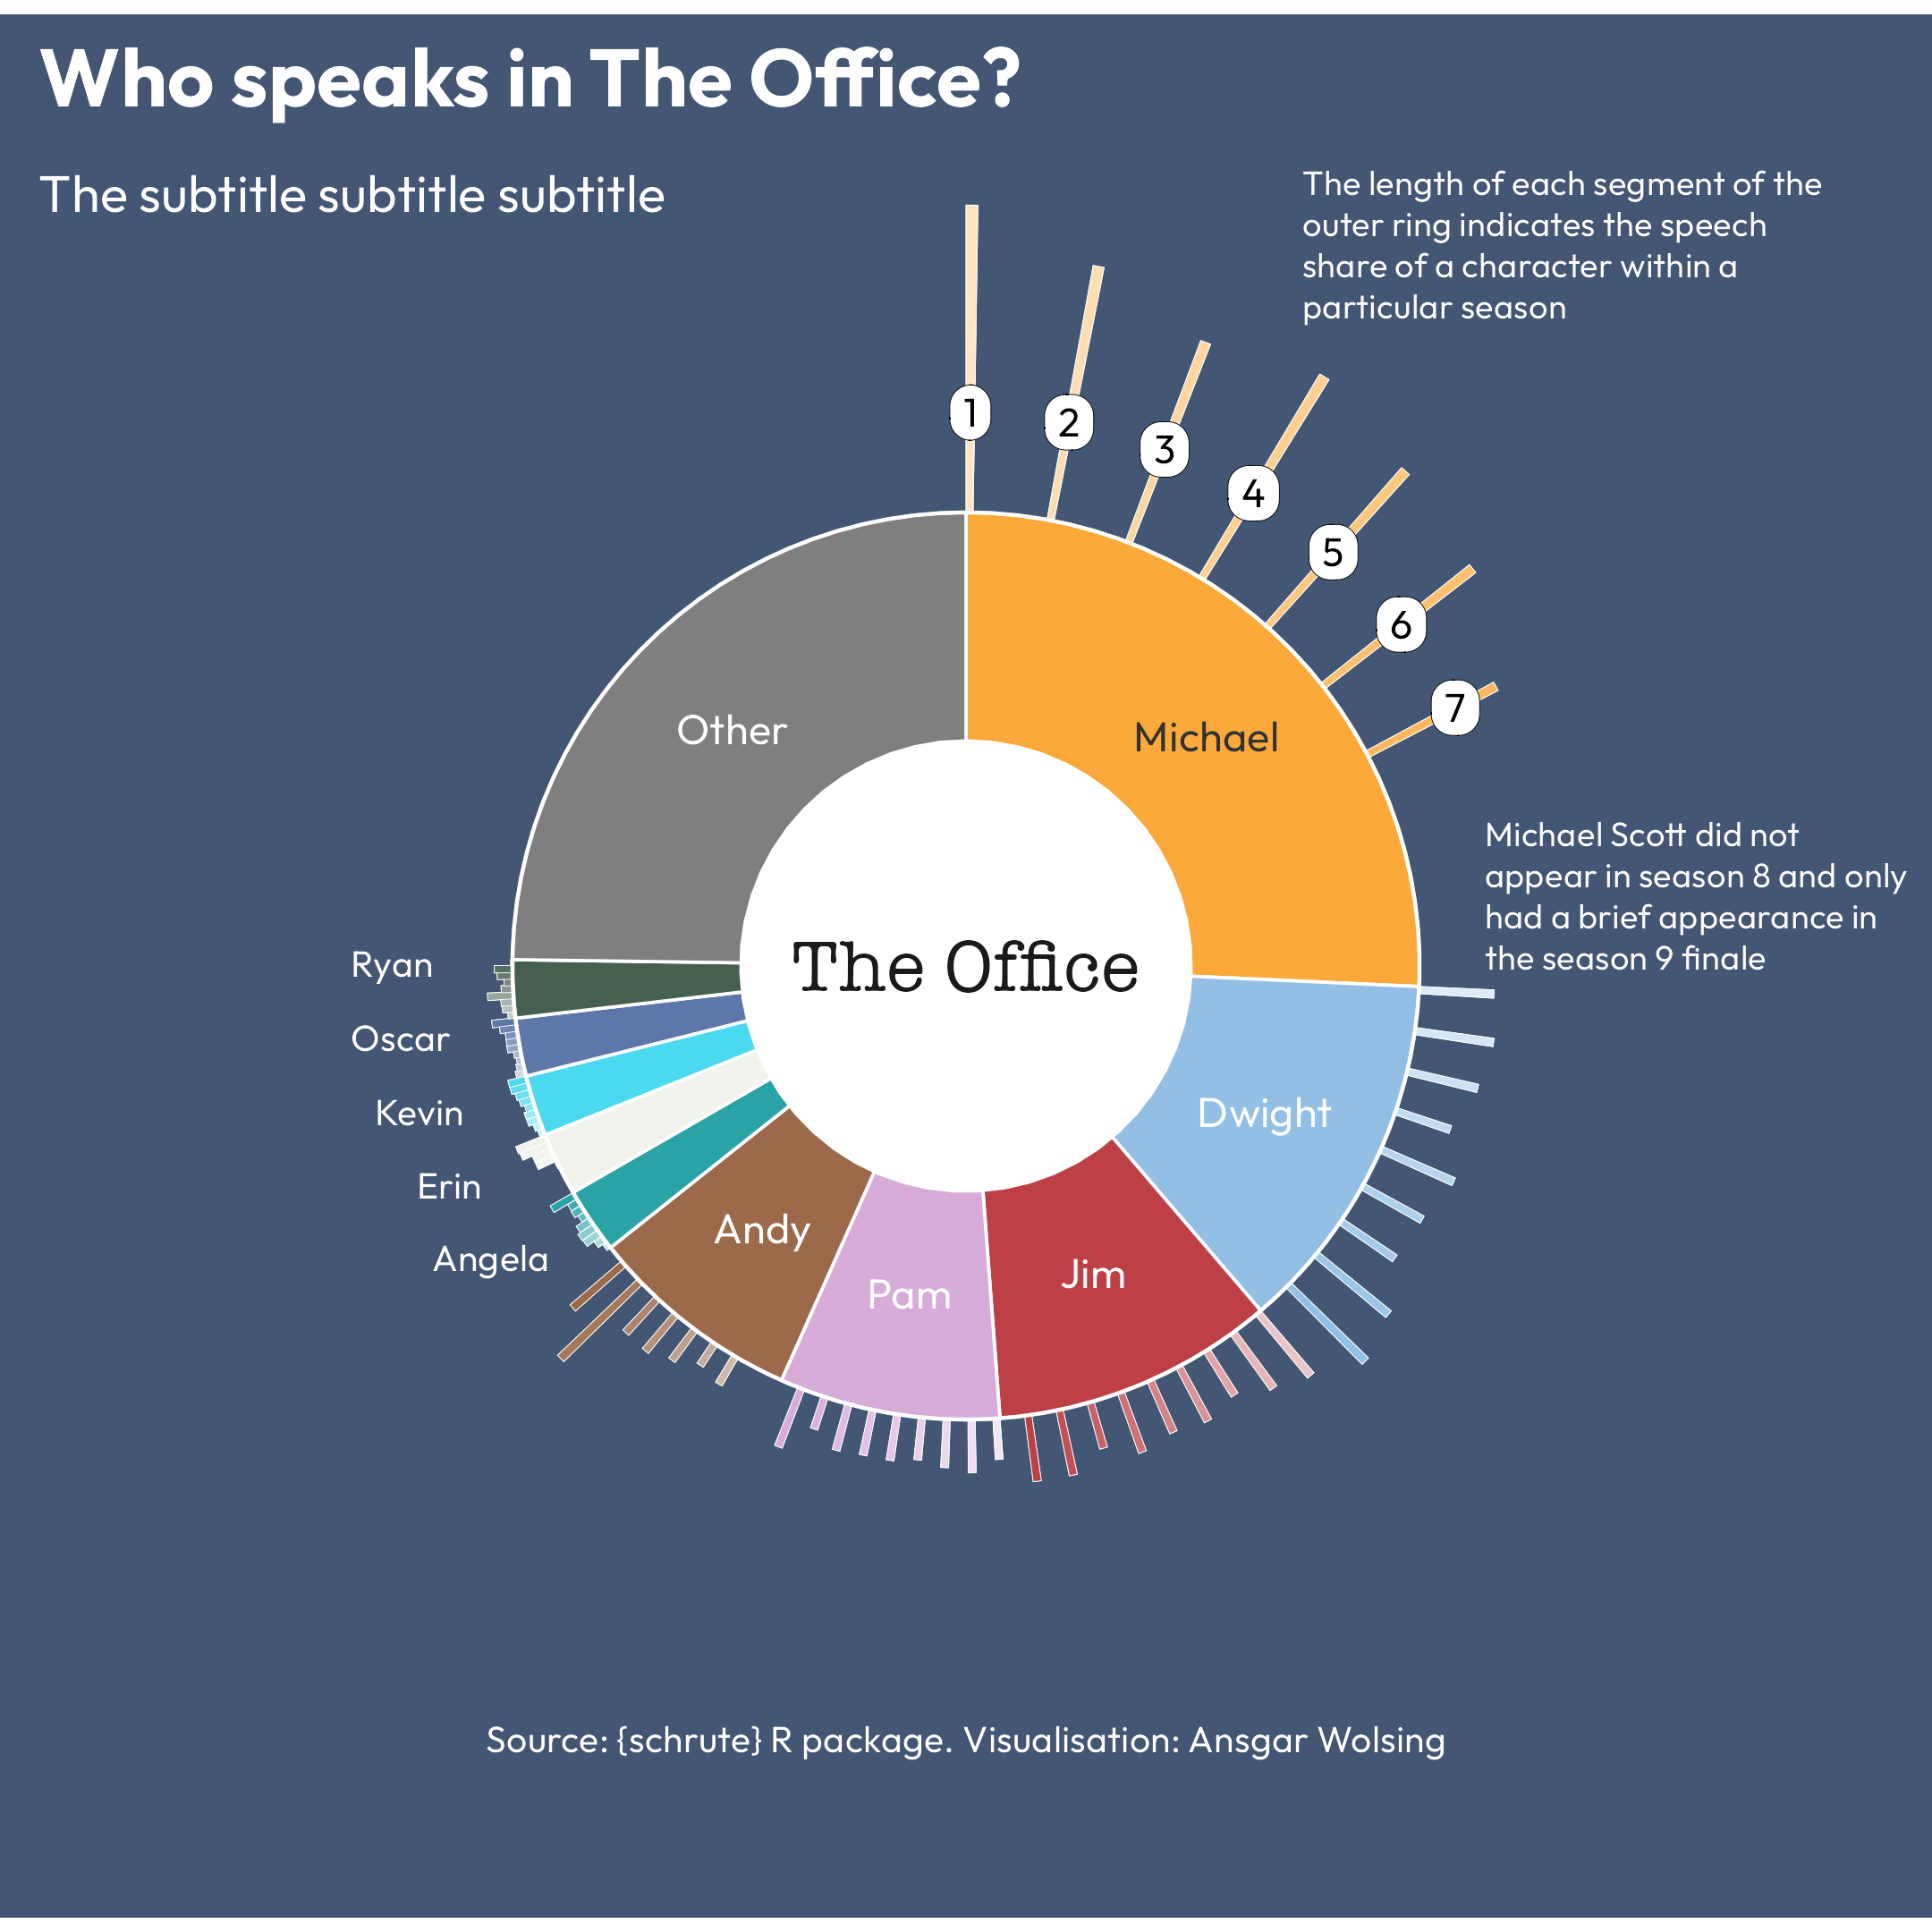 Who speaks in The Office?
The subtitle subtitle subtitle
The length of each segment of the
outer ring indicates the speech
share of a character within a
particular season
1
2
3
4
5
6
7
Other
Michael
Michael Scott did not
appear in season 8 and only
had a brief appearance in
the season 9 finale
The Office
Ryan
Oscar
Kevin
Erin
Angela
Dwight
Andy
Pam
Jim
Source: {schrute} R package. Visualisation: Ansgar Wolsing